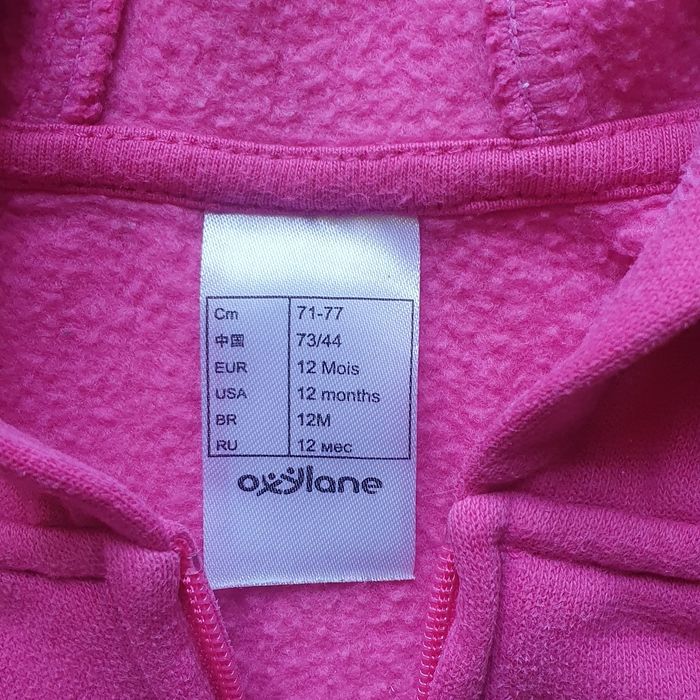 Cm 71-77
中国 73/44
EUR 12 Mois
USA 12 months
BR 12M
RU 12 мес
oxylane